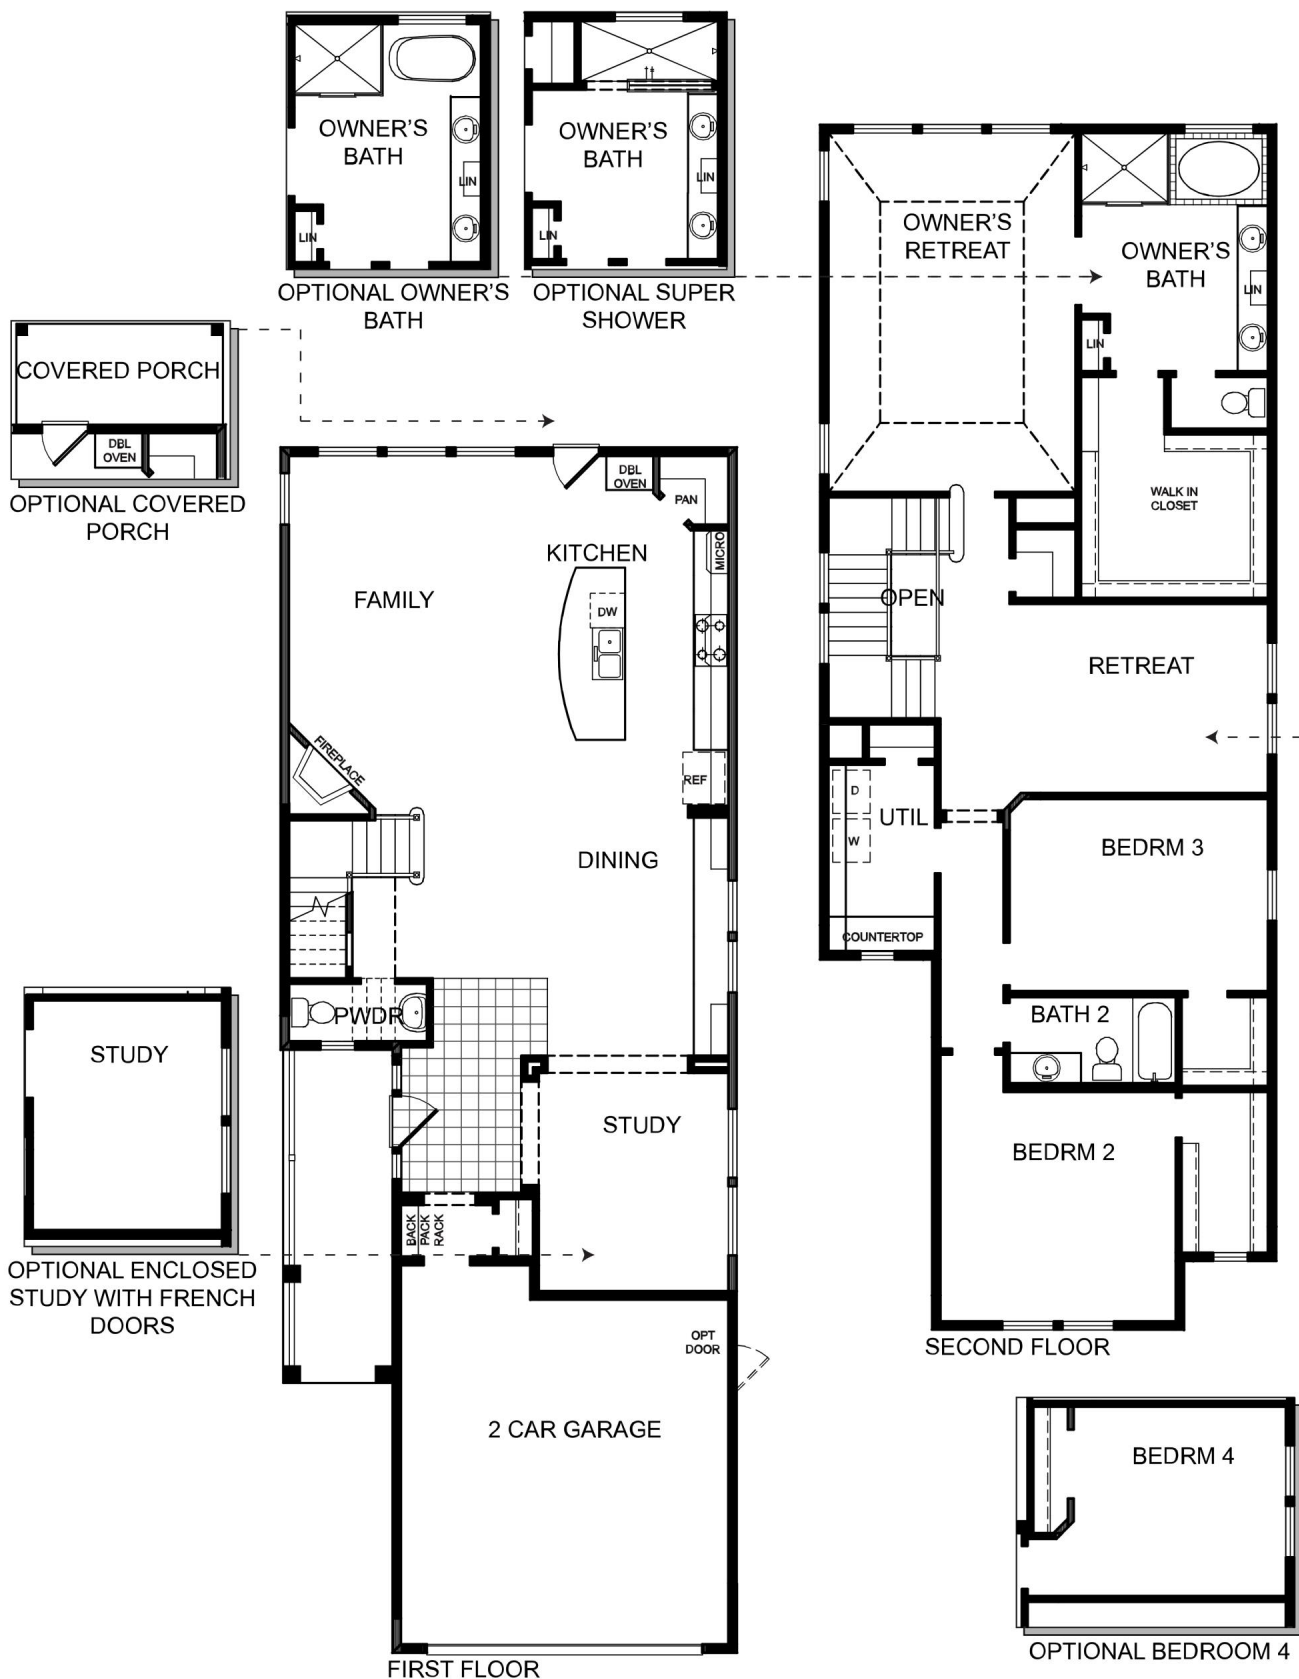 OWNER'S
BATH
LIN
LIN
OPTIONAL OWNER'S
BATH
OWNER'S
BATH
LIN
LIN
OPTIONAL SUPER
SHOWER
COVERED PORCH
DBL
OVEN
OPTIONAL COVERED
PORCH
DBL
OVEN
PAN
MICRO
KITCHEN
FAMILY
DW
FIREPLACE
REF
DINING
PWDR
STUDY
BACK
PACK
RACK
OPT
DOOR
2 CAR GARAGE
FIRST FLOOR
STUDY
OPTIONAL ENCLOSED
STUDY WITH FRENCH
DOORS
OWNER'S
RETREAT
OWNER'S
BATH
LIN
LIN
WALK IN
CLOSET
OPEN
RETREAT
D
UTIL
W
BEDRM 3
COUNTERTOP
BATH 2
BEDRM 2
SECOND FLOOR
BEDRM 4
OPTIONAL BEDROOM 4